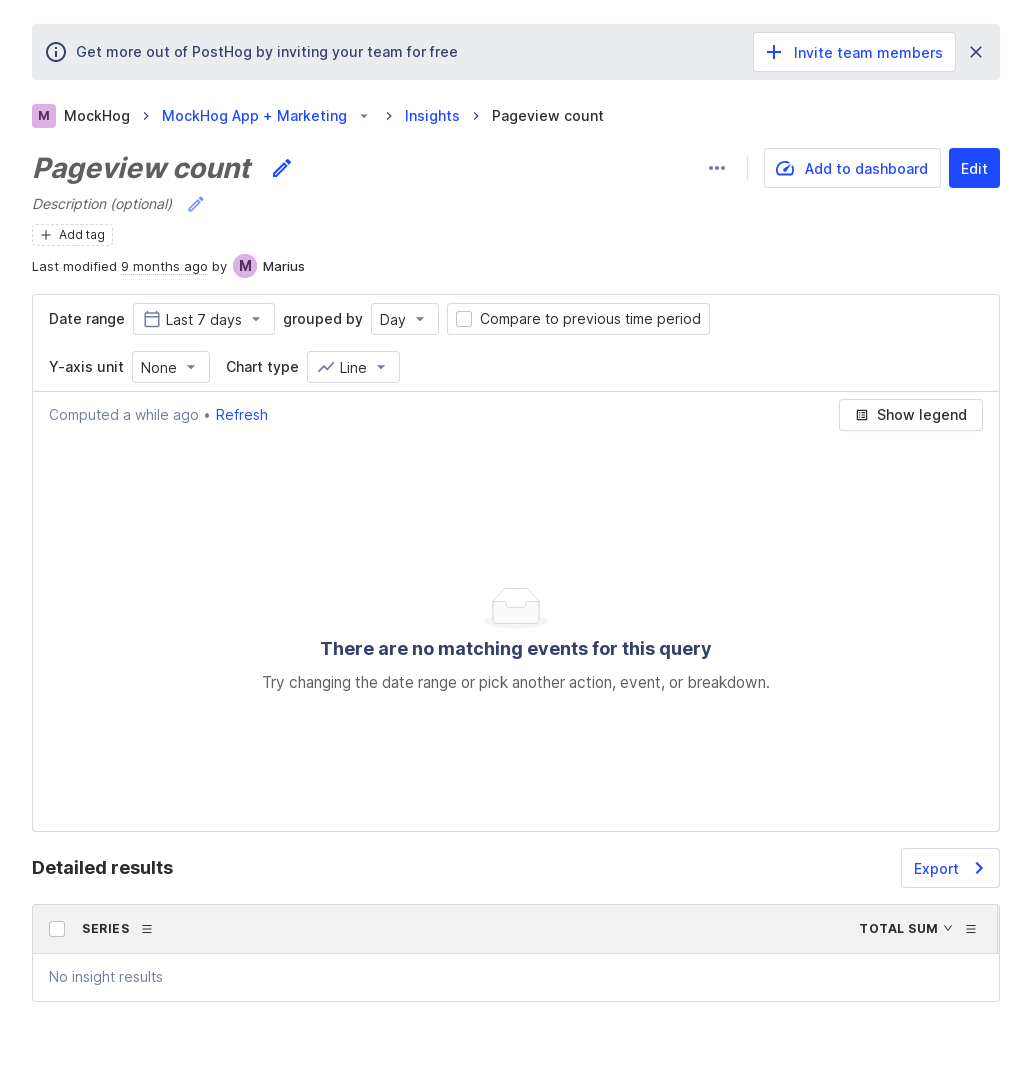 Get more out of PostHog by inviting your team for free
Invite team members
M MockHog MockHog App + Marketing Insights Pageview count
Pageview count
Add to dashboard Edit
Description (optional)
Add tag
Last modified 9 months ago by M Marius
Date range Last 7 days grouped by Day Compare to previous time period
Y-axis unit None Chart type Line
Computed a while ago • Refresh
Show legend
There are no matching events for this query
Try changing the date range or pick another action, event, or breakdown.
Detailed results
Export
SERIES TOTAL SUM
No insight results